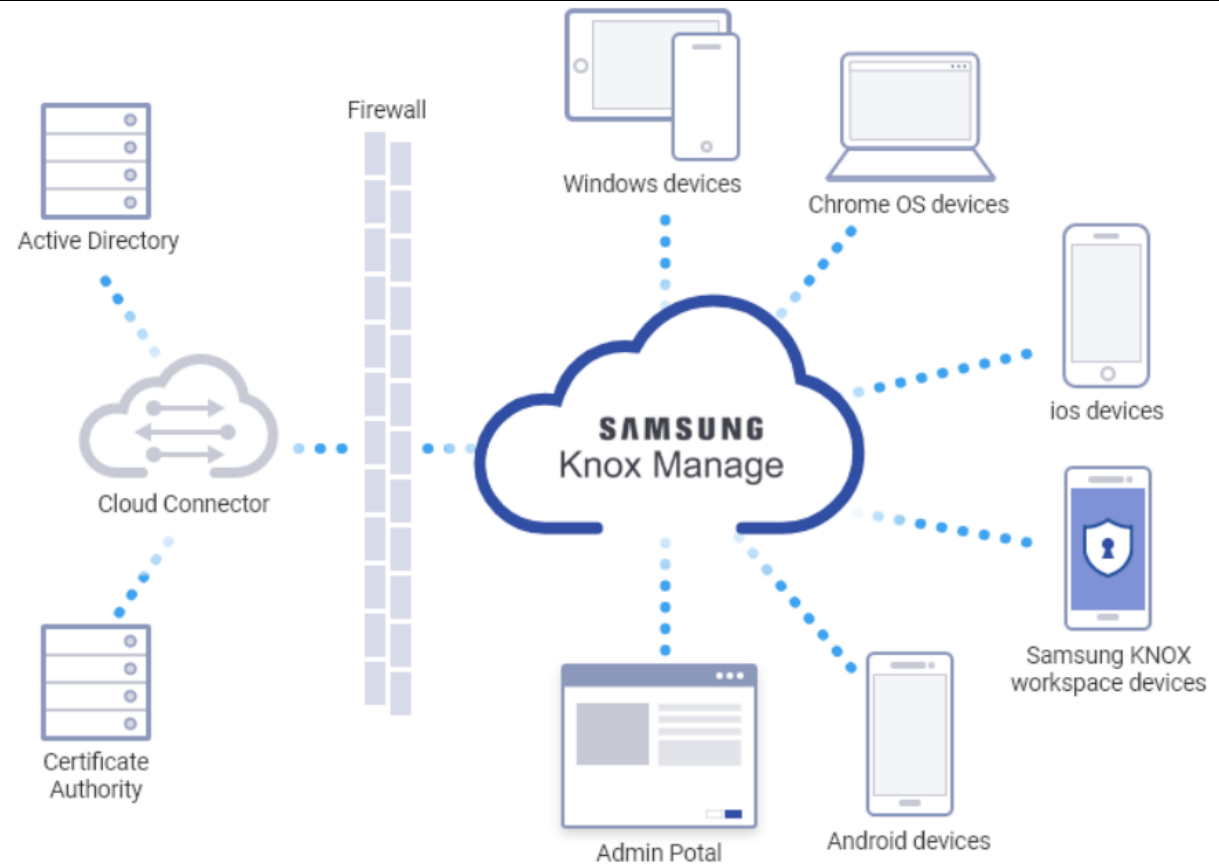 Firewall
Windows devices
Chrome OS devices
Active Directory
ios devices
SAMSUNG
Knox Manage
Cloud Connector
Samsung KNOX
workspace devices
Certificate
Authority
Android devices
Admin Potal